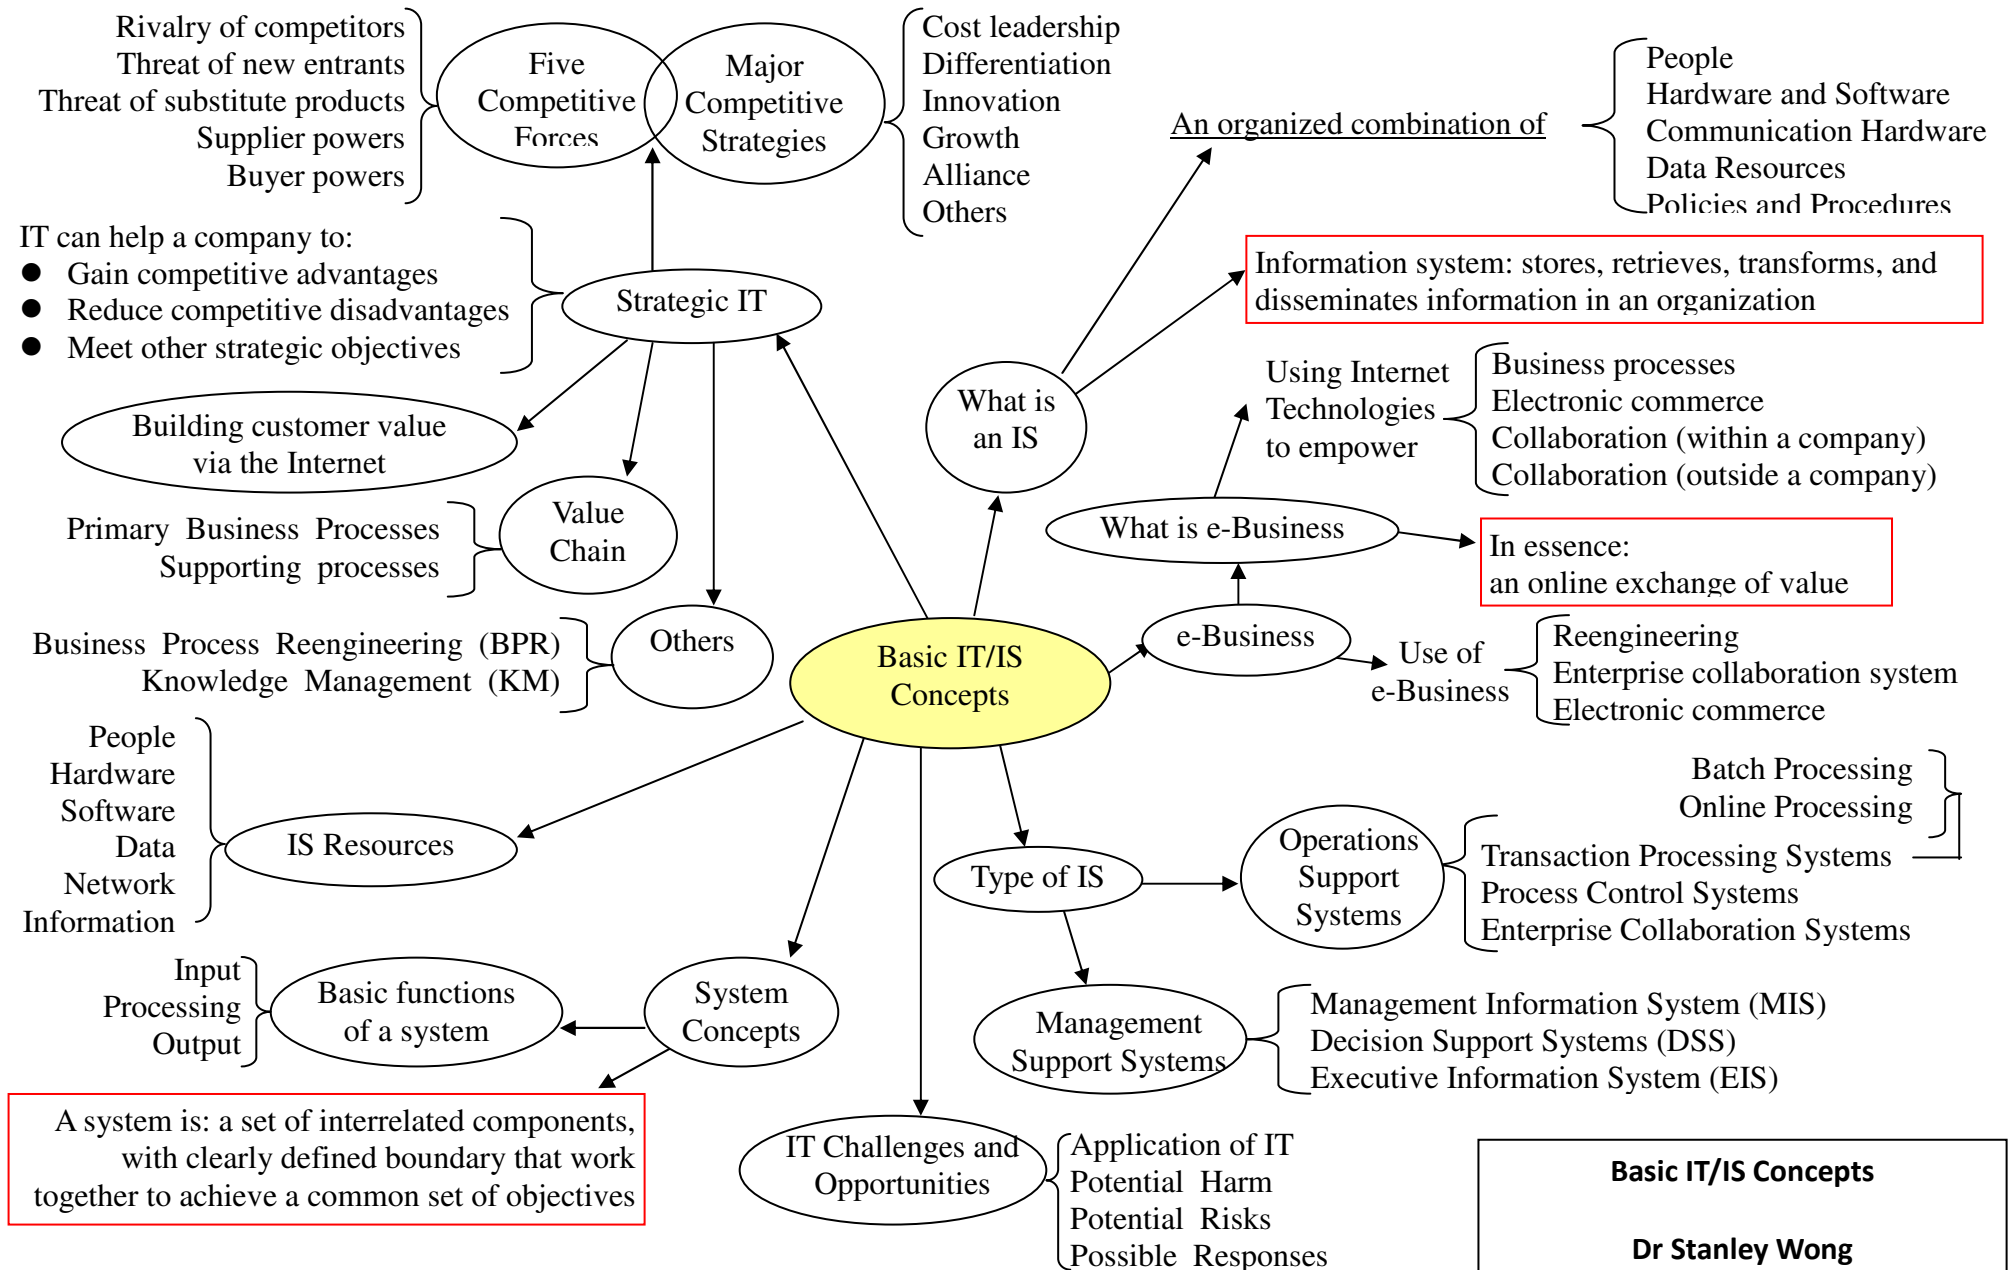 Rivalry of competitors
Threat of new entrants
Threat of substitute products
Supplier powers
Buyer powers
Five
Competitive
Forces
Major
Competitive
Strategies
Cost leadership
Differentiation
Innovation
Growth
Alliance
Others
An organized combination of
People
Hardware and Software
Communication Hardware
Data Resources
Policies and Procedures
IT can help a company to:
● Gain competitive advantages
● Reduce competitive disadvantages
● Meet other strategic objectives
Strategic IT
Information system: stores, retrieves, transforms, and
disseminates information in an organization
What is
an IS
Using Internet
Technologies
to empower
Business processes
Electronic commerce
Collaboration (within a company)
Collaboration (outside a company)
Building customer value
via the Internet
Value
Chain
Primary Business Processes
Supporting processes
What is e-Business
In essence:
an online exchange of value
Others
Business Process Reengineering (BPR)
Knowledge Management (KM)
Basic IT/IS
Concepts
e-Business
Use of
e-Business
Reengineering
Enterprise collaboration system
Electronic commerce
People
Hardware
Software
Data
Network
Information
IS Resources
Batch Processing
Online Processing
Type of IS
Operations
Support
Systems
Transaction Processing Systems
Process Control Systems
Enterprise Collaboration Systems
Input
Processing
Output
Basic functions
of a system
System
Concepts
Management
Support Systems
Management Information System (MIS)
Decision Support Systems (DSS)
Executive Information System (EIS)
A system is: a set of interrelated components,
with clearly defined boundary that work
together to achieve a common set of objectives
IT Challenges and
Opportunities
Application of IT
Potential Harm
Potential Risks
Possible Responses
Basic IT/IS Concepts
Dr Stanley Wong